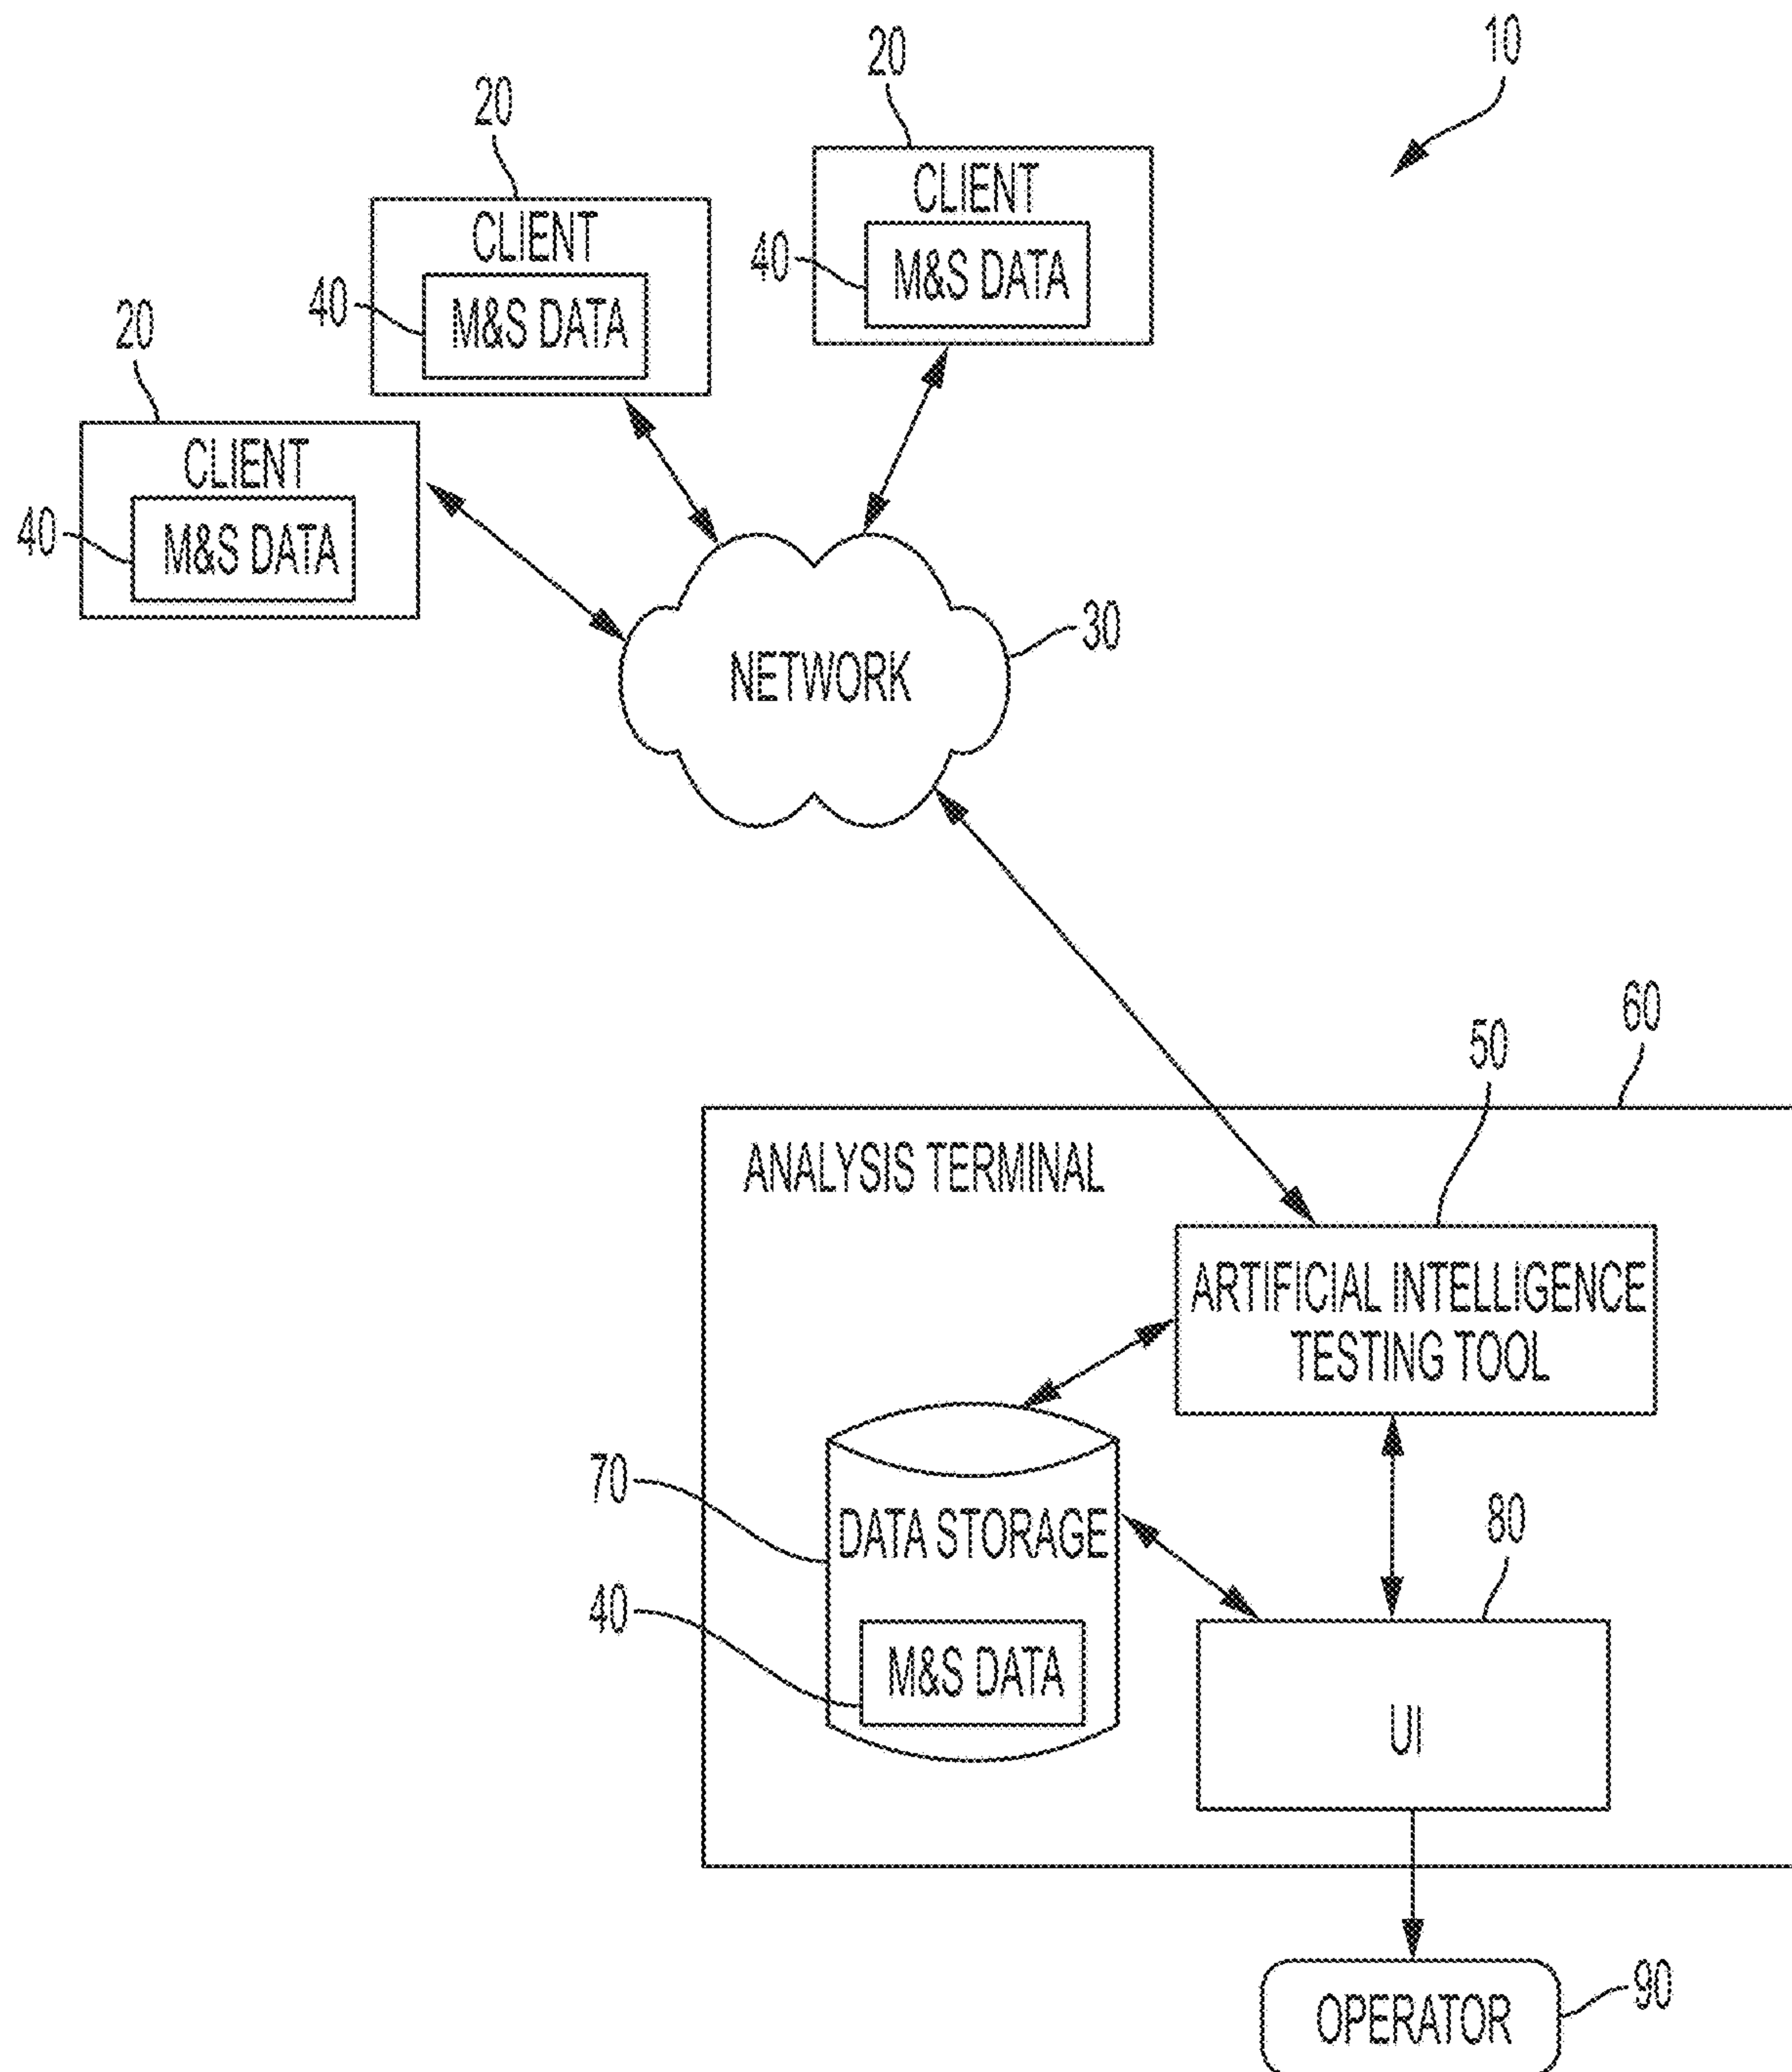 10
20
20
CLIENT
40
M&S DATA
20
CLIENT
40
M&S DATA
20
CLIENT
40
M&S DATA
NETWORK
30
60
50
ANALYSIS TERMINAL
ARTIFICIAL INTELLIGENCE
TESTING TOOL
70
DATA STORAGE
80
40
M&S DATA
UI
OPERATOR
90